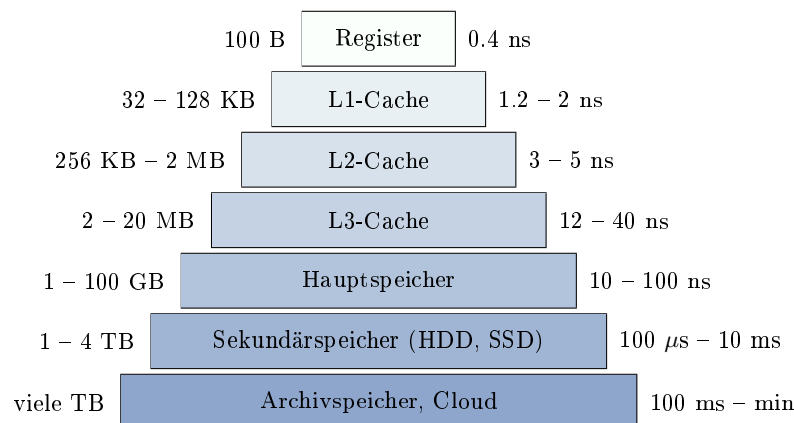 100 B Register 0.4 ns
32 – 128 KB L1-Cache 1.2 – 2 ns
256 KB – 2 MB L2-Cache 3 – 5 ns
2 – 20 MB L3-Cache 12 – 40 ns
1 – 100 GB Hauptspeicher 10 – 100 ns
1 – 4 TB Sekundärspeicher (HDD, SSD) 100 μs – 10 ms
viele TB Archivspeicher, Cloud 100 ms – min